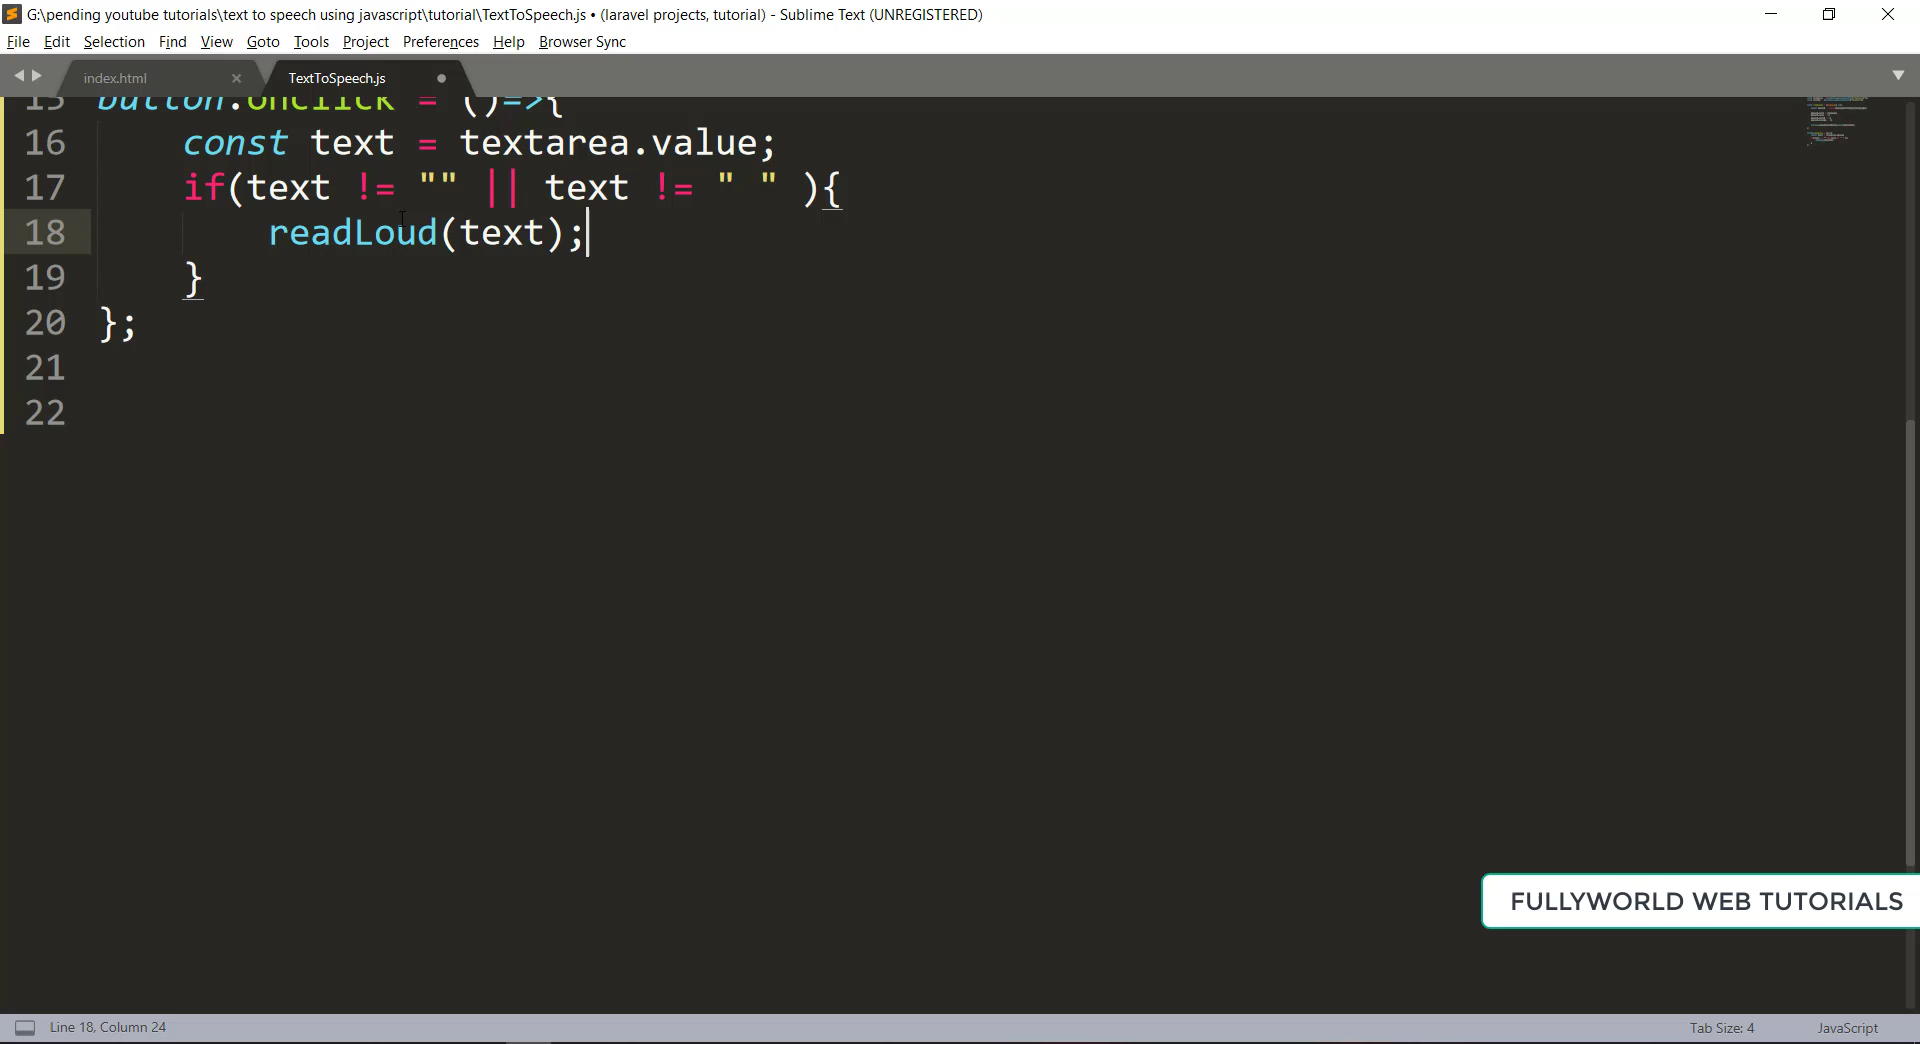 G:\pending youtube tutorials\text to speech using javascript\tutorial\TextToSpeech.js • (laravel projects, tutorial) - Sublime Text (UNREGISTERED)
File Edit Selection Find View Goto Tools Project Preferences Help Browser Sync
index.html TextToSpeech.js
15 button.onclick = ()=>{
16 const text = textarea.value;
17 if(text != "" || text != " " ){
18 readLoud(text);
19 }
20 };
21
22
FULLYWORLD WEB TUTORIALS
Line 18, Column 24 Tab Size: 4 JavaScript